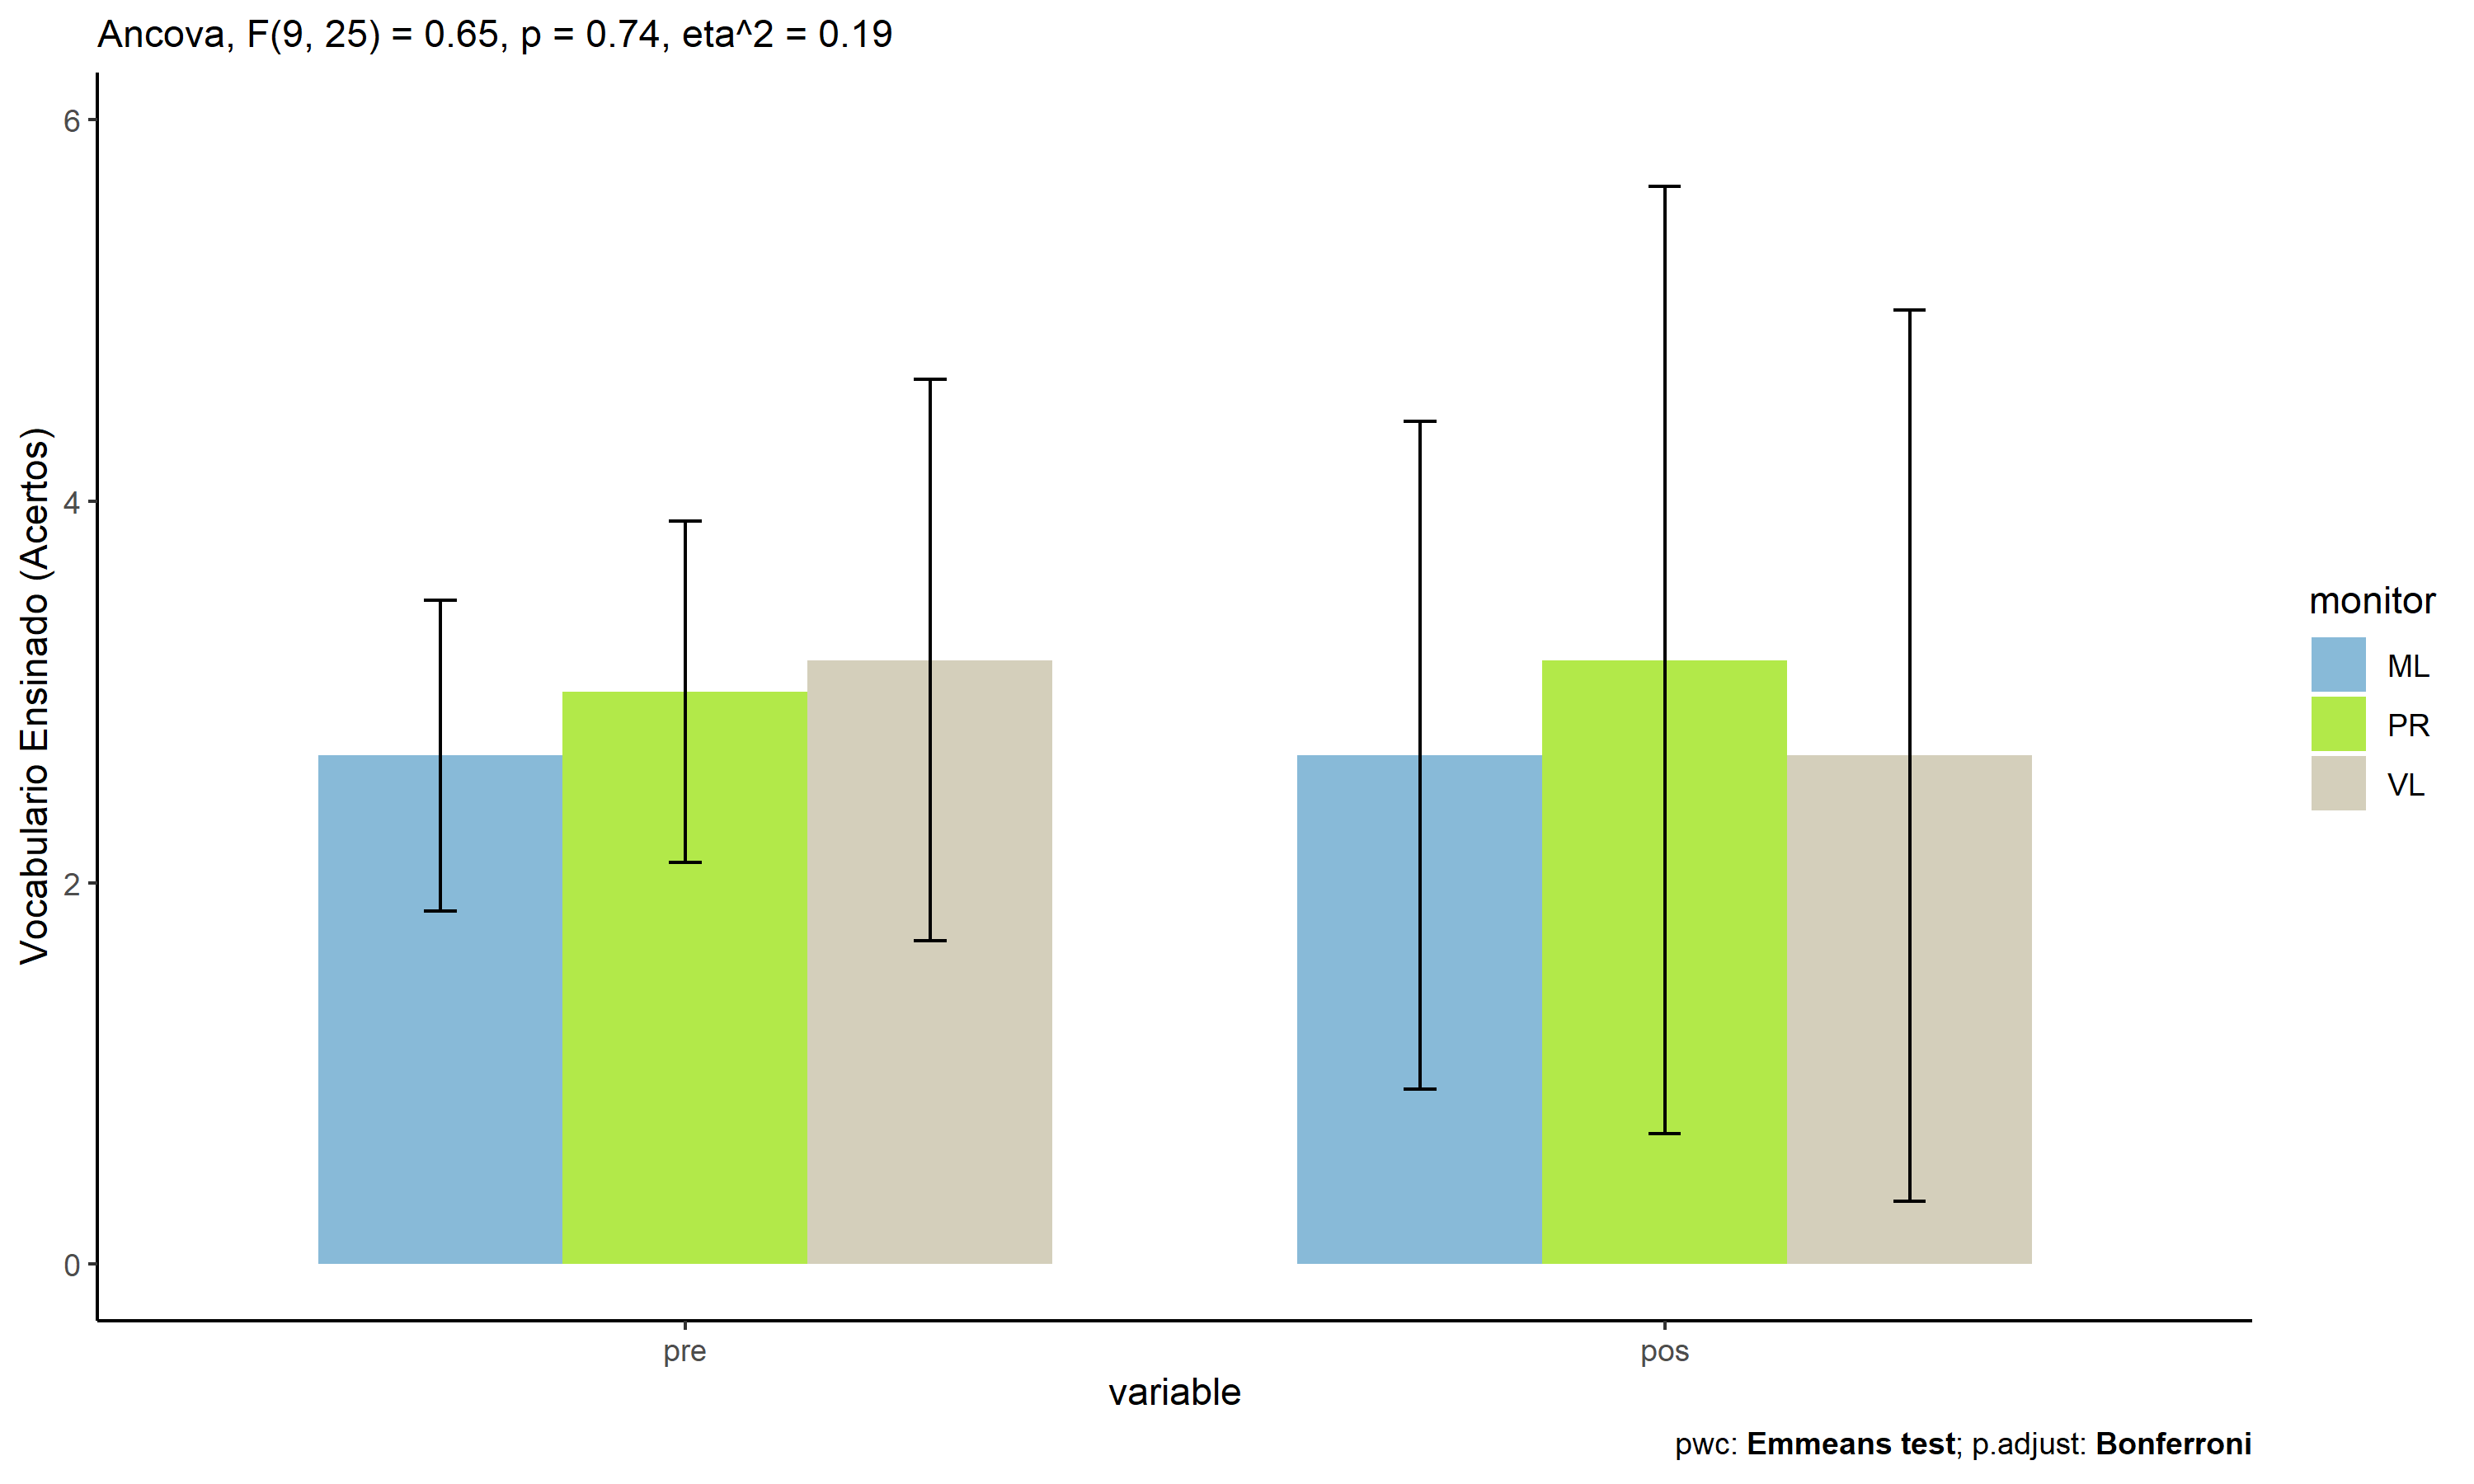 Ancova, F(9, 25) = 0.65, p = 0.74, eta^2 = 0.19
Vocabulario Ensinado (Acertos)
6
4
2
0
pre
pos
variable
monitor
ML
PR
VL
pwc: Emmeans test; p.adjust: Bonferroni